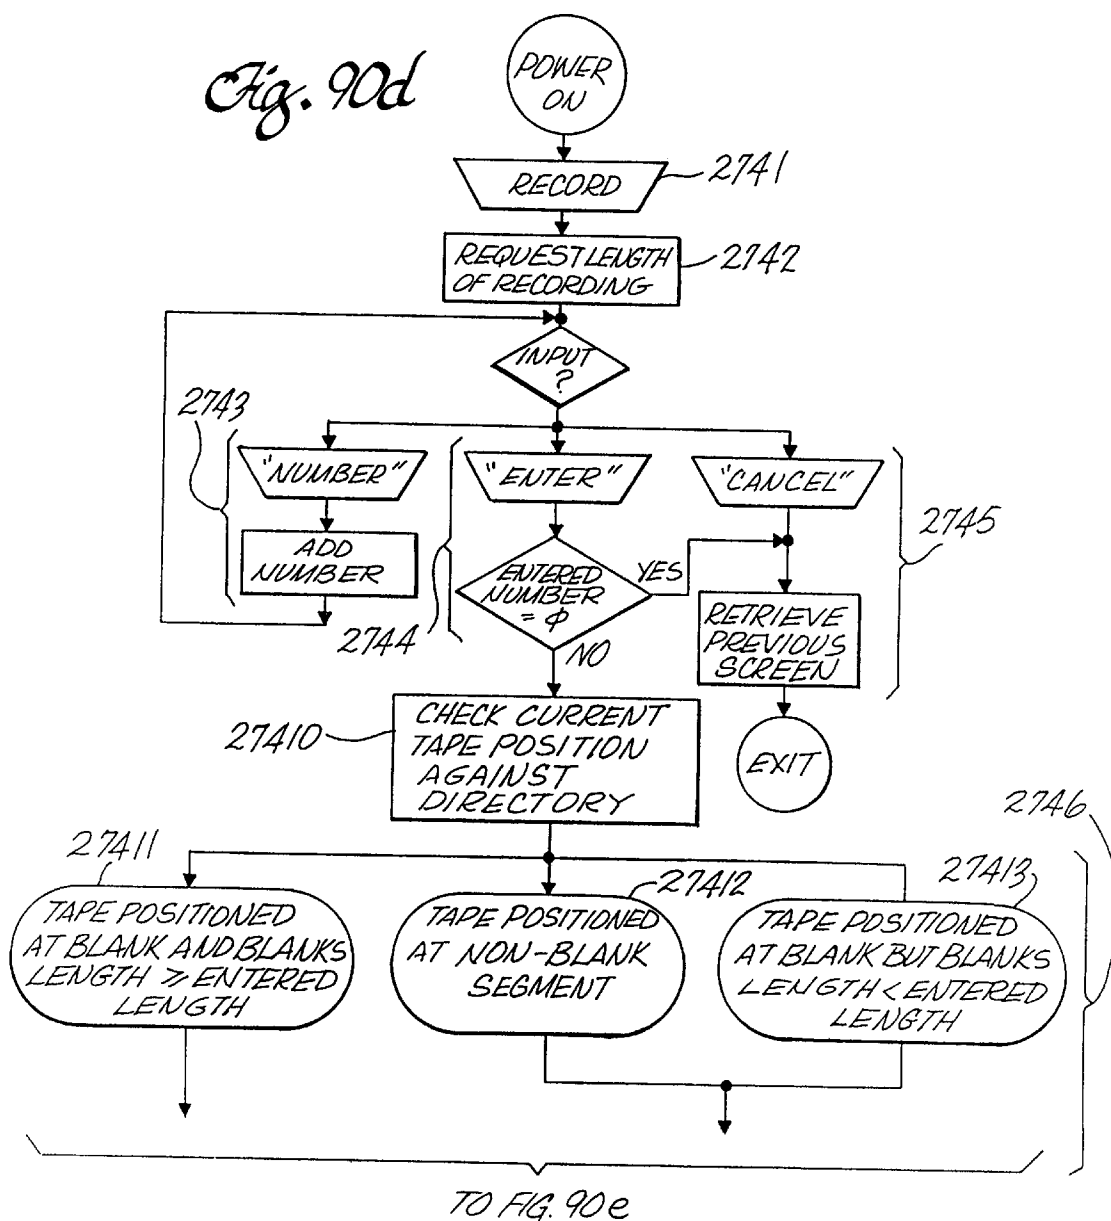 Fig. 90d
POWER
ON
RECORD
2741
REQUEST LENGTH
OF RECORDING
2742
INPUT
?
2743
"NUMBER"
"ENTER"
"CANCEL"
ADD
NUMBER
2744
ENTERED
NUMBER
= ϕ
YES
NO
2745
RETRIEVE
PREVIOUS
SCREEN
EXIT
27410
CHECK CURRENT
TAPE POSITION
AGAINST
DIRECTORY
2746
27411
TAPE POSITIONED
AT BLANK AND BLANKS
LENGTH ≥ ENTERED
LENGTH
27412
TAPE POSITIONED
AT NON-BLANK
SEGMENT
27413
TAPE POSITIONED
AT BLANK BUT BLANKS
LENGTH < ENTERED
LENGTH
TO FIG. 90e